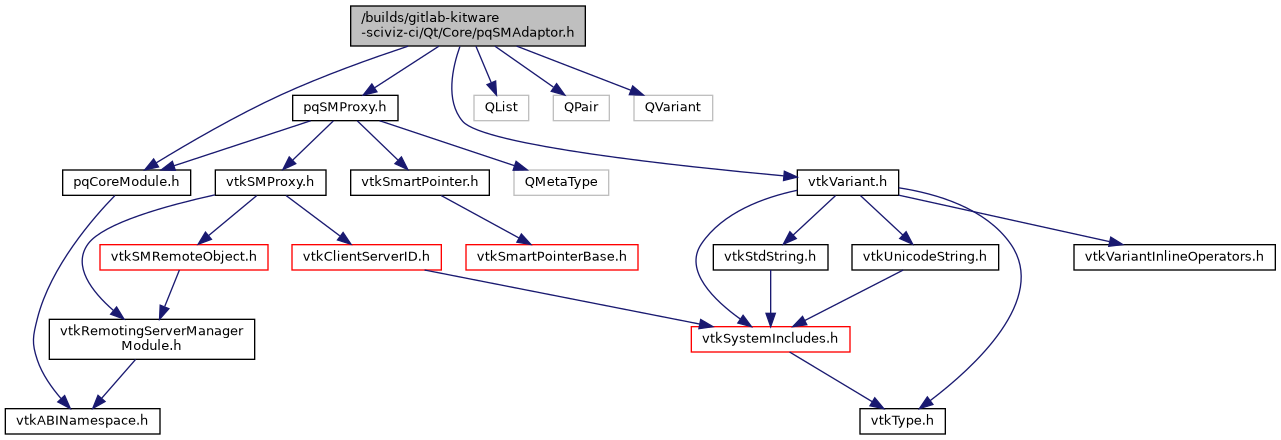 /builds/gitlab-kitware
-sciviz-ci/Qt/Core/pqSMAdaptor.h
pqSMProxy.h
QList
QPair
QVariant
pqCoreModule.h
vtkSMProxy.h
vtkSmartPointer.h
QMetaType
vtkVariant.h
vtkSMRemoteObject.h
vtkClientServerID.h
vtkSmartPointerBase.h
vtkStdString.h
vtkUnicodeString.h
vtkVariantInlineOperators.h
vtkRemotingServerManager
Module.h
vtkSystemIncludes.h
vtkABINamespace.h
vtkType.h